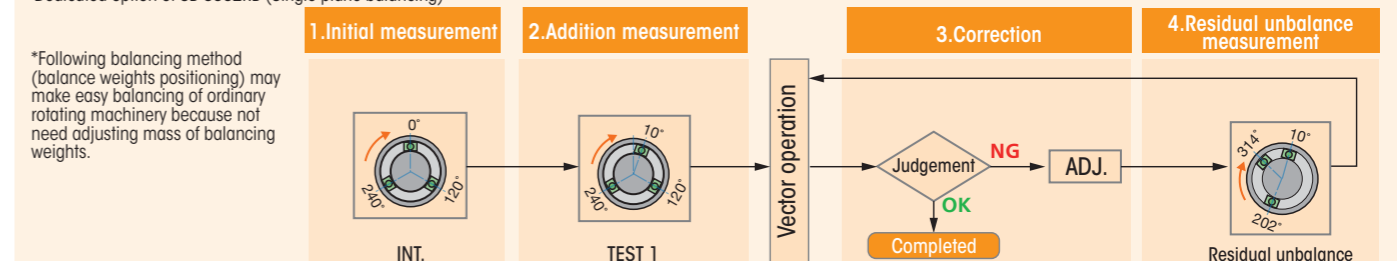 1.Initial measurement
2.Addition measurement
3.Correction
4.Residual unbalance
measurement
*Following balancing method
(balance weights positioning) may
make easy balancing of ordinary
rotating machinery because not
need adjusting mass of balancing
weights.
0°
240°
120°
INT.
10°
240°
120°
TEST 1
Vector operation
Judgement
NG
OK
Completed
ADJ.
314°
10°
202°
Residual unbalance